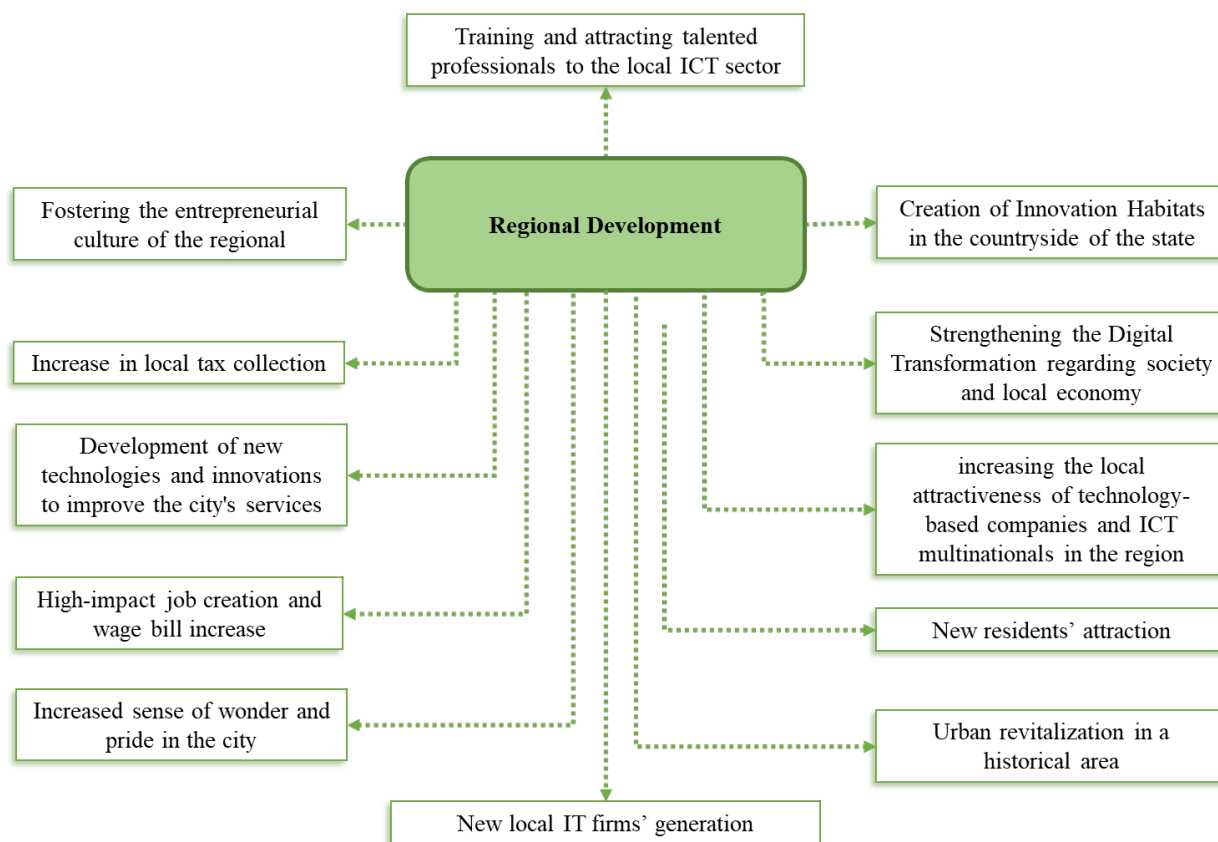 Training and attracting talented
professionals to the local ICT sector
Regional Development
Fostering the entrepreneurial
culture of the regional
Creation of Innovation Habitats
in the countryside of the state
Increase in local tax collection
Strengthening the Digital
Transformation regarding society
and local economy
Development of new
technologies and innovations
to improve the city's services
increasing the local
attractiveness of technology-
based companies and ICT
multinationals in the region
High-impact job creation and
wage bill increase
New residents’ attraction
Increased sense of wonder and
pride in the city
Urban revitalization in a
historical area
New local IT firms’ generation